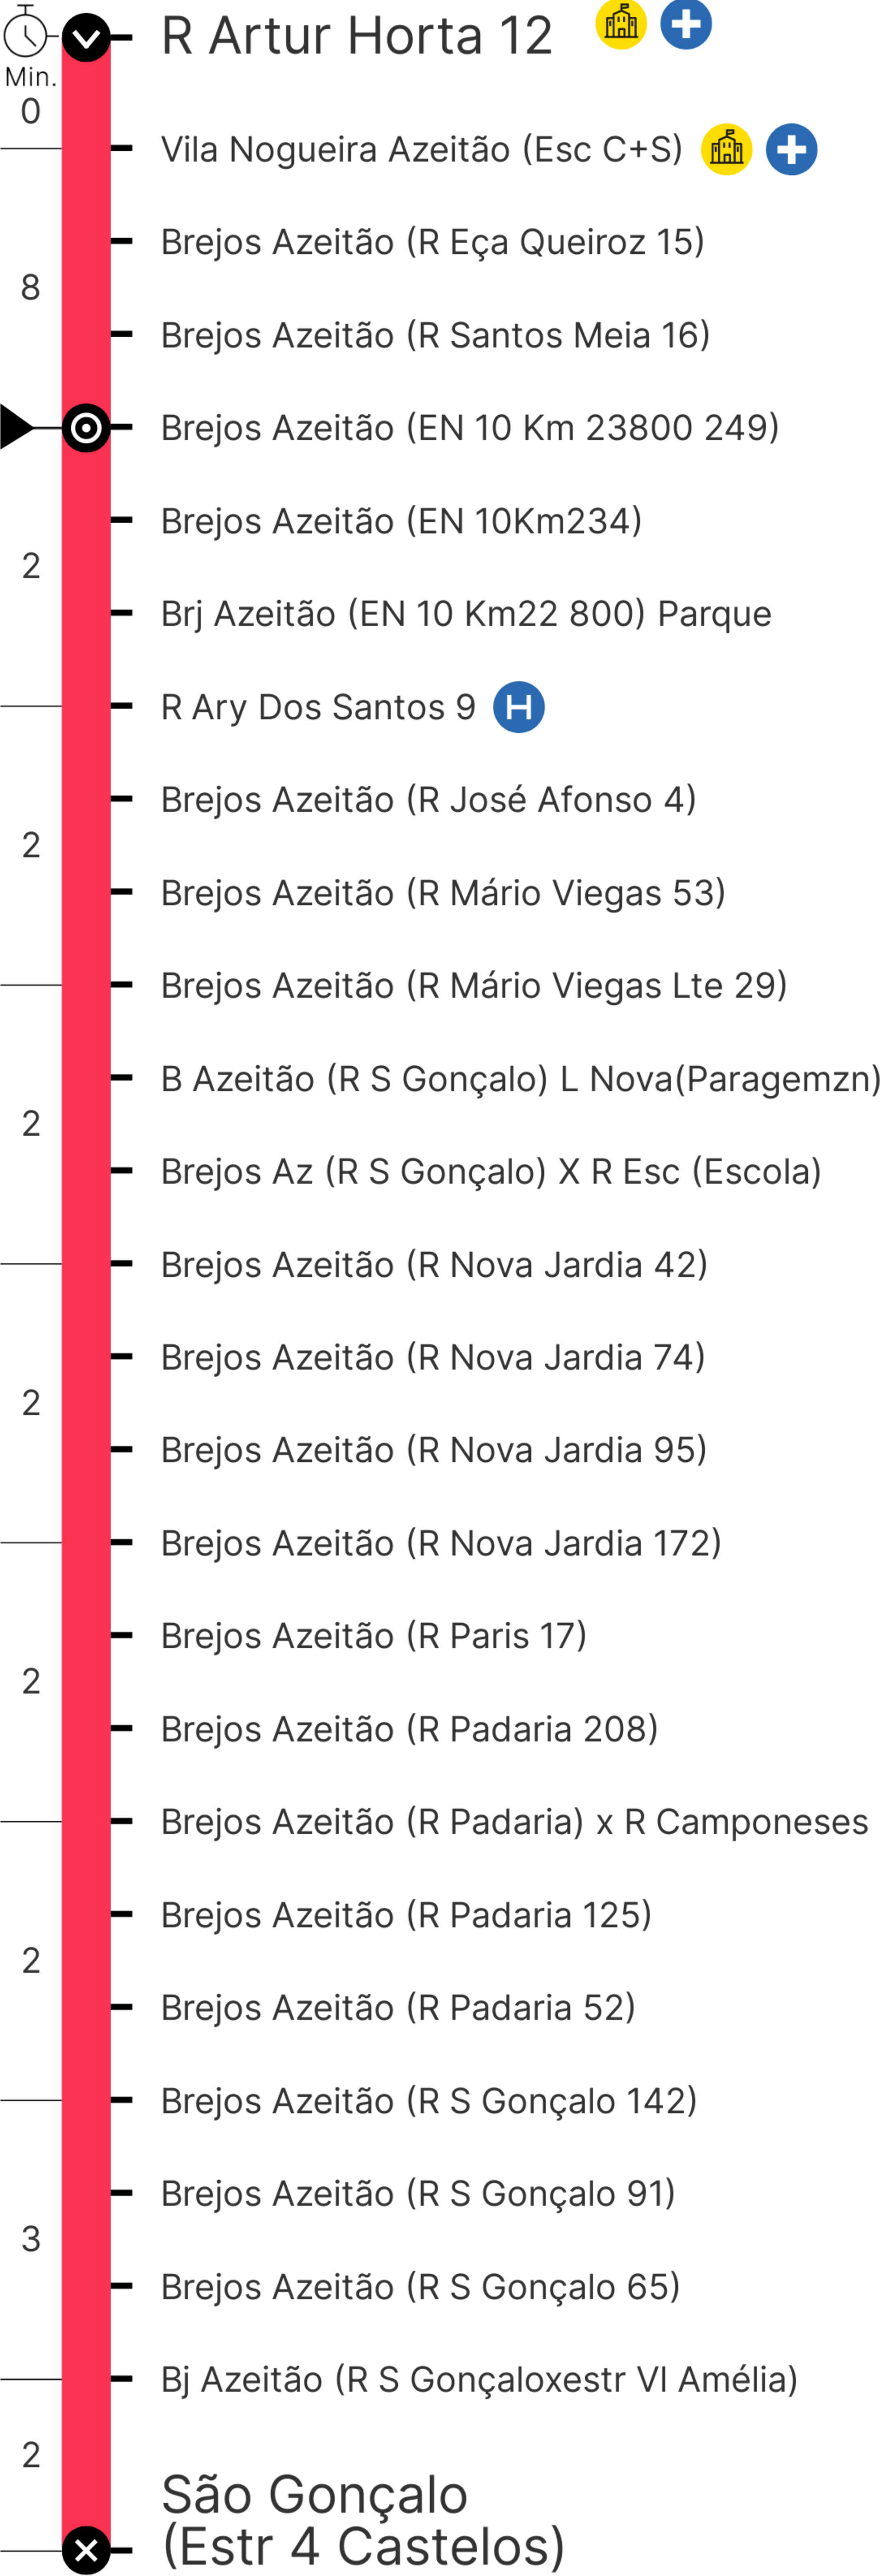 R Artur Horta 12
Min.
0
Vila Nogueira Azeitão (Esc C+S)
Brejos Azeitão (R Eça Queiroz 15)
8
Brejos Azeitão (R Santos Meia 16)
Brejos Azeitão (EN 10 Km 23800 249)
Brejos Azeitão (EN 10Km234)
2
Brj Azeitão (EN 10 Km22 800) Parque
R Ary Dos Santos 9 H
Brejos Azeitão (R José Afonso 4)
2
Brejos Azeitão (R Mário Viegas 53)
Brejos Azeitão (R Mário Viegas Lte 29)
B Azeitão (R S Gonçalo) L Nova(Paragemzn)
2
Brejos Az (R S Gonçalo) X R Esc (Escola)
Brejos Azeitão (R Nova Jardia 42)
Brejos Azeitão (R Nova Jardia 74)
2
Brejos Azeitão (R Nova Jardia 95)
Brejos Azeitão (R Nova Jardia 172)
Brejos Azeitão (R Paris 17)
2
Brejos Azeitão (R Padaria 208)
Brejos Azeitão (R Padaria) x R Camponeses
Brejos Azeitão (R Padaria 125)
2
Brejos Azeitão (R Padaria 52)
Brejos Azeitão (R S Gonçalo 142)
Brejos Azeitão (R S Gonçalo 91)
3
Brejos Azeitão (R S Gonçalo 65)
Bj Azeitão (R S Gonçaloxestr Vl Amélia)
2
São Gonçalo
(Estr 4 Castelos)